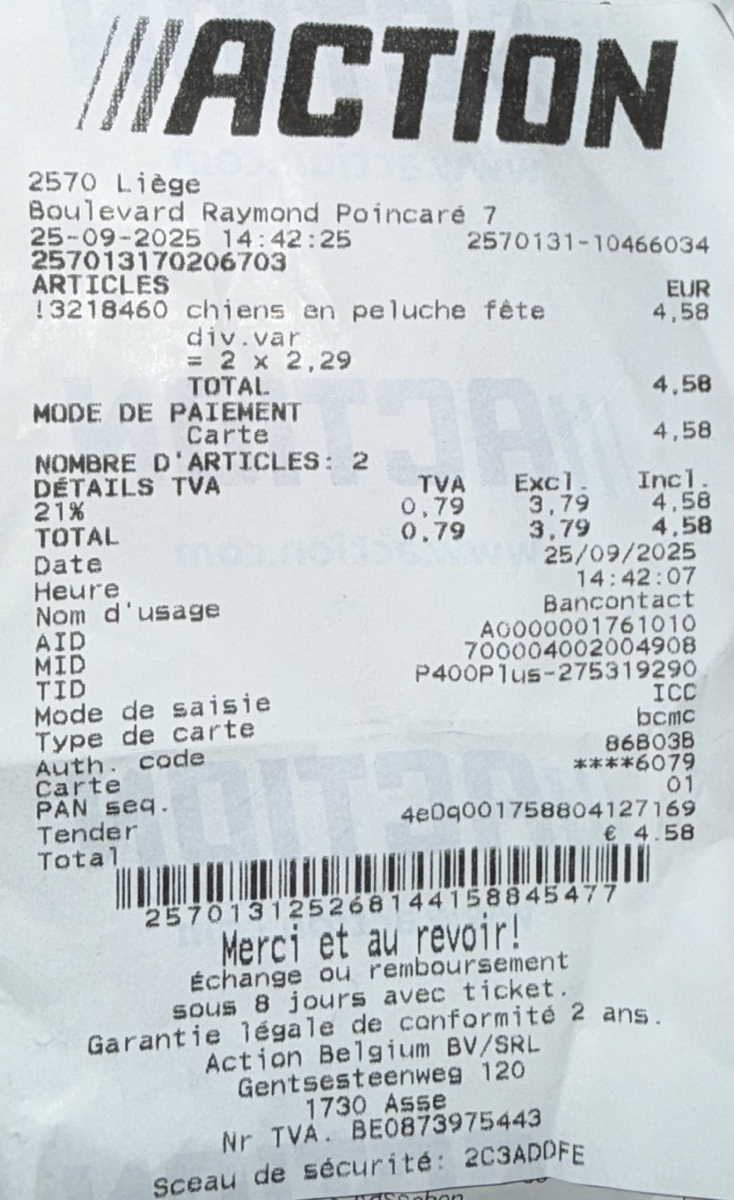 ///ACTION
2570 Liège
Boulevard Raymond Poincaré 7
25-09-2025 14:42:25 2570131-10466034
257013170206703
ARTICLES EUR
!3218460 chiens en peluche fête 4,58
div.var
= 2 x 2,29
TOTAL 4,58
MODE DE PAIEMENT
Carte 4,58
NOMBRE D'ARTICLES: 2
DÉTAILS TVA TVA Excl. Incl.
21% 0,79 3,79 4,58
TOTAL 0,79 3,79 4,58
Date 25/09/2025
Heure 14:42:07
Nom d'usage Bancontact
AID A0000001761010
MID 700004002004908
TID P400Plus-275319290
Mode de saisie ICC
Type de carte bcmc
Auth. code 868038
Carte ****6079
PAN seq. 01
Tender 4e0q001758804127169
Total € 4.58
257013125268144158845477
Merci et au revoir!
Échange ou remboursement
sous 8 jours avec ticket.
Garantie légale de conformité 2 ans.
Action Belgium BV/SRL
Gentsesteenweg 120
1730 Asse
Nr TVA. BE0873975443
Sceau de sécurité: 2C3ADDFE